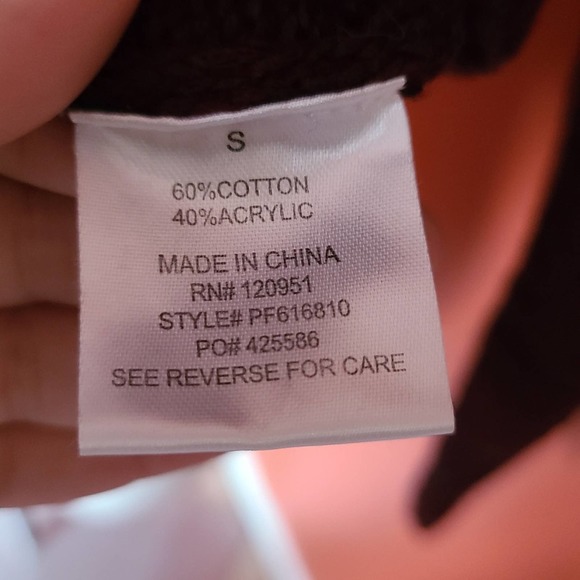 S
60%COTTON
40%ACRYLIC
MADE IN CHINA
RN# 120951
STYLE# PF616810
PO# 425586
SEE REVERSE FOR CARE